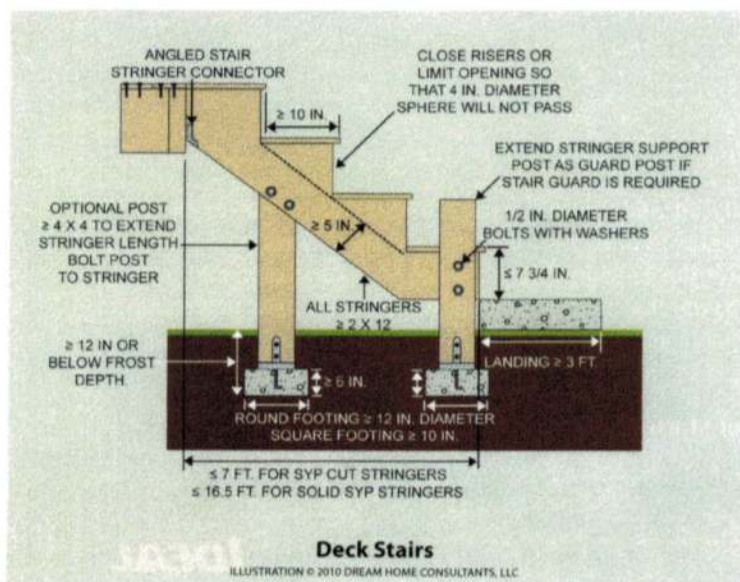 ANGLED STAIR
STRINGER CONNECTOR
CLOSE RISERS OR
LIMIT OPENING SO
THAT 4 IN. DIAMETER
SPHERE WILL NOT PASS
≥ 10 IN.
EXTEND STRINGER SUPPORT
POST AS GUARD POST IF
STAIR GUARD IS REQUIRED
OPTIONAL POST
≥ 4 X 4 TO EXTEND
STRINGER LENGTH
BOLT POST
TO STRINGER
≥ 5 IN.
1/2 IN. DIAMETER
BOLTS WITH WASHERS
≤ 7 3/4 IN.
ALL STRINGERS
≥ 2 X 12
≥ 12 IN OR
BELOW FROST
DEPTH.
≥ 6 IN.
LANDING ≥ 3 FT.
ROUND FOOTING ≥ 12 IN. DIAMETER
SQUARE FOOTING ≥ 10 IN.
≤ 7 FT. FOR SYP CUT STRINGERS
≤ 16.5 FT. FOR SOLID SYP STRINGERS
Deck Stairs
ILLUSTRATION © 2010 DREAM HOME CONSULTANTS, LLC